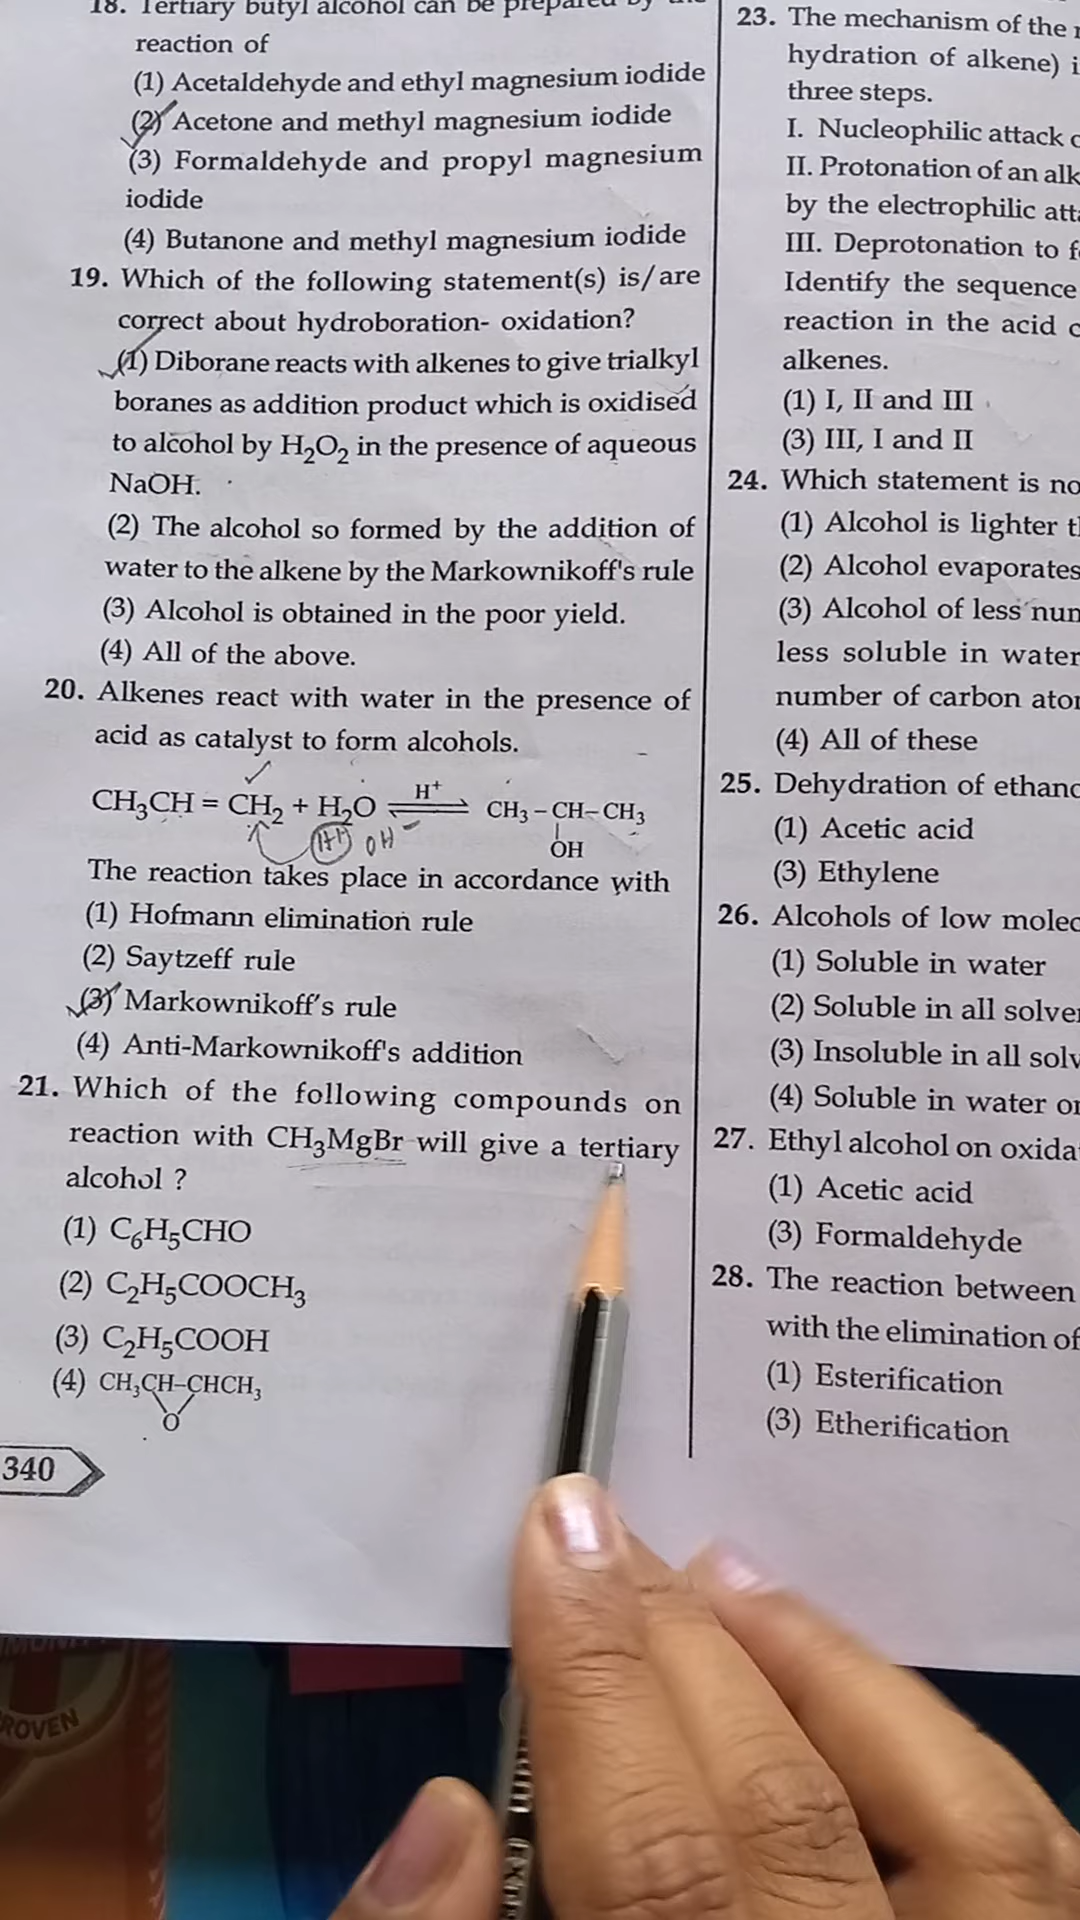 18. Tertiary butyl alcohol can be prepared by the
reaction of
(1) Acetaldehyde and ethyl magnesium iodide
(2) Acetone and methyl magnesium iodide
(3) Formaldehyde and propyl magnesium
iodide
(4) Butanone and methyl magnesium iodide
19. Which of the following statement(s) is/are
correct about hydroboration- oxidation?
(1) Diborane reacts with alkenes to give trialkyl
boranes as addition product which is oxidised
to alcohol by H₂O₂ in the presence of aqueous
NaOH.
(2) The alcohol so formed by the addition of
water to the alkene by the Markownikoff's rule
(3) Alcohol is obtained in the poor yield.
(4) All of the above.
20. Alkenes react with water in the presence of
acid as catalyst to form alcohols.
CH₃CH = CH₂ + H₂O ⇌ H⁺ CH₃ – CH– CH₃
OH
H⁺ OH⁻
The reaction takes place in accordance with
(1) Hofmann elimination rule
(2) Saytzeff rule
(3) Markownikoff's rule
(4) Anti-Markownikoff's addition
21. Which of the following compounds on
reaction with CH₃MgBr will give a tertiary
alcohol ?
(1) C₆H₅CHO
(2) C₂H₅COOCH₃
(3) C₂H₅COOH
(4) CH₃CH–CHCH₃
O
340
23. The mechanism of the
hydration of alkene)
three steps.
I. Nucleophilic attack
II. Protonation of an
by the electrophilic
III. Deprotonation to
Identify the sequence
reaction in the acid
alkenes.
(1) I, II and III
(3) III, I and II
24. Which statement is
(1) Alcohol is lighter
(2) Alcohol evaporates
(3) Alcohol of less
less soluble in water
number of carbon
(4) All of these
25. Dehydration of
(1) Acetic acid
(3) Ethylene
26. Alcohols of low
(1) Soluble in water
(2) Soluble in all
(3) Insoluble in all
(4) Soluble in water
27. Ethyl alcohol on
(1) Acetic acid
(3) Formaldehyde
28. The reaction between
with the elimination of
(1) Esterification
(3) Etherification